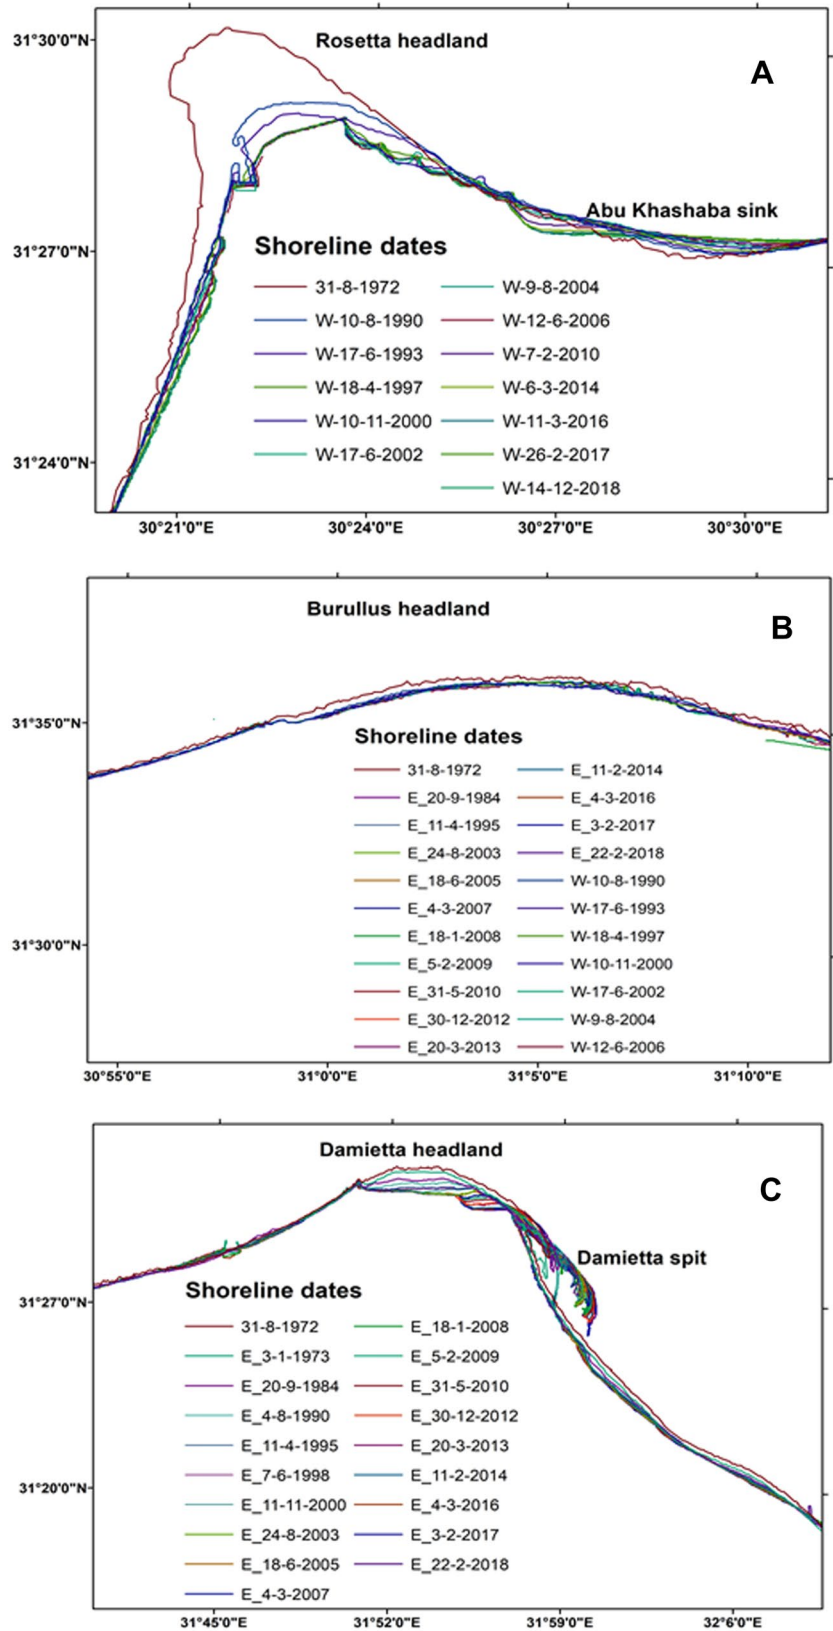 31°30'0"N
Rosetta headland
A
Abu Khashaba sink
31°27'0"N
Shoreline dates
31-8-1972 W-9-8-2004
W-10-8-1990 W-12-6-2006
W-17-6-1993 W-7-2-2010
W-18-4-1997 W-6-3-2014
W-10-11-2000 W-11-3-2016
W-17-6-2002 W-26-2-2017
W-14-12-2018
31°24'0"N
30°21'0"E 30°24'0"E 30°27'0"E 30°30'0"E
Burullus headland
B
31°35'0"N
Shoreline dates
31-8-1972 E_11-2-2014
E_20-9-1984 E_4-3-2016
E_11-4-1995 E_3-2-2017
E_24-8-2003 E_22-2-2018
E_18-6-2005 W-10-8-1990
E_4-3-2007 W-17-6-1993
E_18-1-2008 W-18-4-1997
E_5-2-2009 W-10-11-2000
E_31-5-2010 W-17-6-2002
E_30-12-2012 W-9-8-2004
E_20-3-2013 W-12-6-2006
31°30'0"N
30°55'0"E 31°0'0"E 31°5'0"E 31°10'0"E
Damietta headland
C
Damietta spit
31°27'0"N
Shoreline dates
31-8-1972 E_18-1-2008
E_3-1-1973 E_5-2-2009
E_20-9-1984 E_31-5-2010
E_4-8-1990 E_30-12-2012
E_11-4-1995 E_20-3-2013
E_7-6-1998 E_11-2-2014
E_11-11-2000 E_4-3-2016
E_24-8-2003 E_3-2-2017
E_18-6-2005 E_22-2-2018
E_4-3-2007
31°20'0"N
31°45'0"E 31°52'0"E 31°59'0"E 32°6'0"E